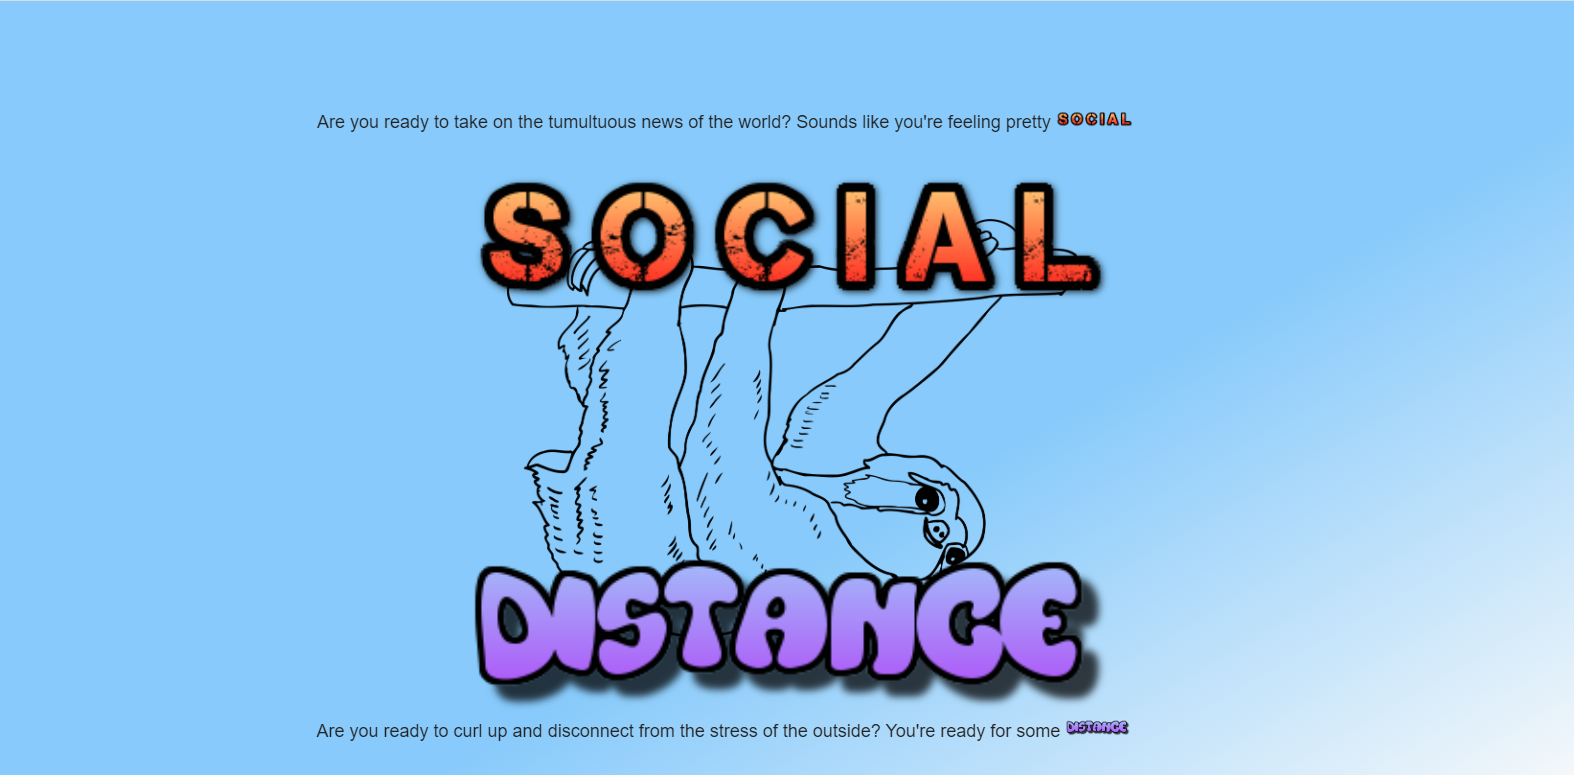 Are you ready to take on the tumultuous news of the world? Sounds like you're feeling pretty SOCIAL
SOCIAL
DISTANCE
Are you ready to curl up and disconnect from the stress of the outside? You're ready for some DISTANCE